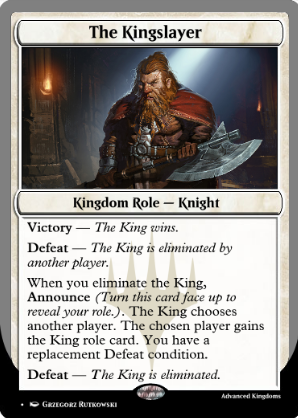 The Kingslayer
Kingdom Role — Knight
Victory — The King wins.
Defeat — The King is eliminated by
another player.
When you eliminate the King,
Announce (Turn this card face up to
reveal your role.). The King chooses
another player. The chosen player gains
the King role card. You have a
replacement Defeat condition.
Defeat — The King is eliminated.
Advanced Kingdoms
• Grzegorz Rutkowski